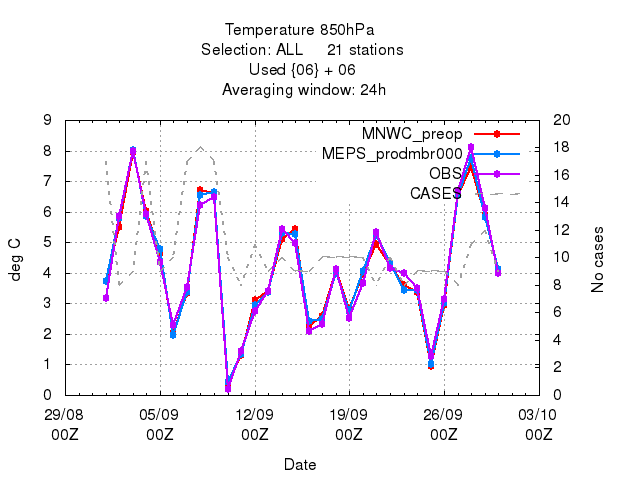 Temperature 850hPa
Selection: ALL 21 stations
Used {06} + 06
Averaging window: 24h
MNWC_preop
MEPS_prodmbr000
OBS
CASES
deg C
9
8
7
6
5
4
3
2
1
0
No cases
20
18
16
14
12
10
8
6
4
2
0
29/08 05/09 12/09 19/09 26/09 03/10
00Z 00Z 00Z 00Z 00Z 00Z
Date